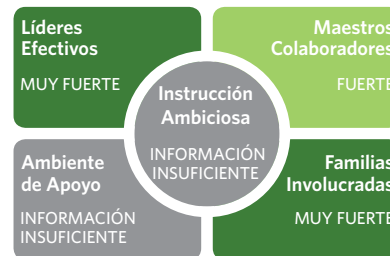 Líderes
Efectivos
MUY FUERTE
Maestros
Colaboradores
FUERTE
Instrucción
Ambiciosa
INFORMACIÓN
INSUFICIENTE
Ambiente
de Apoyo
INFORMACIÓN
INSUFICIENTE
Familias
Involucradas
MUY FUERTE